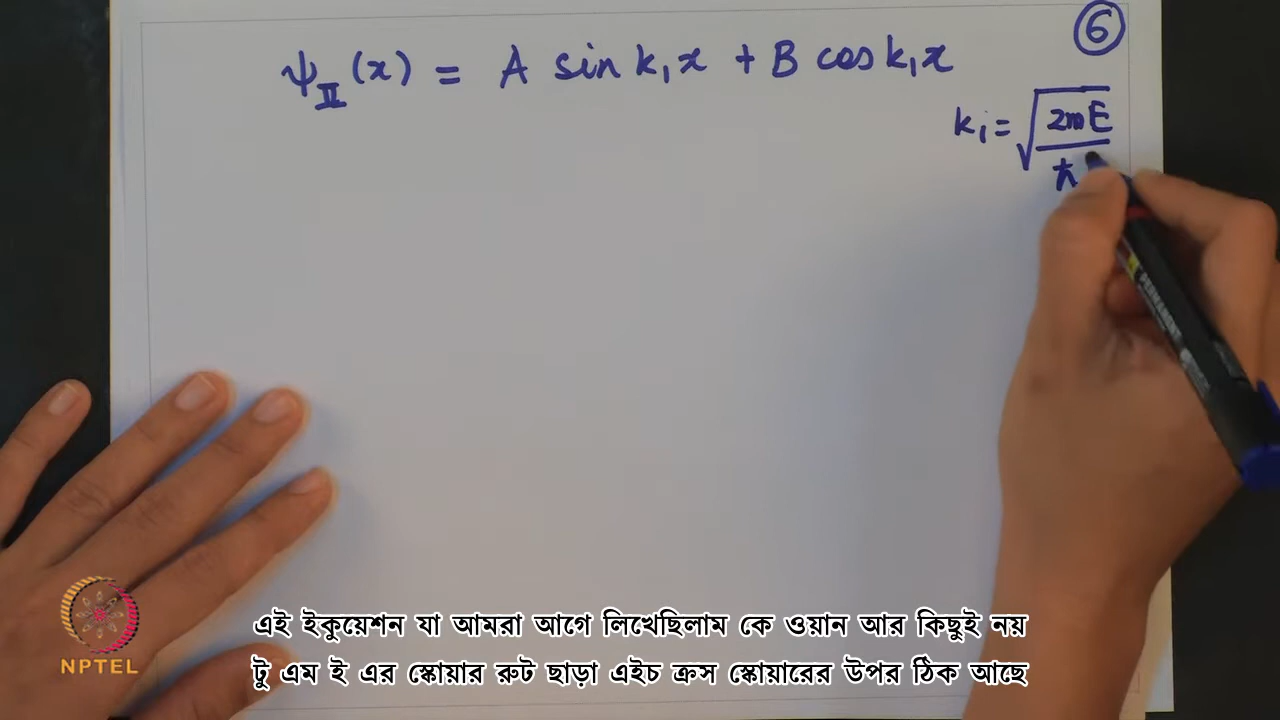 ⑥
ψ_II (x) = A sin k₁x + B cos k₁x
k₁ = √(2mE / ħ
NPTEL
এই ইকুয়েশন যা আমরা আগে লিখেছিলাম কে ওয়ান আর কিছুই নয়
টু এম ই এর স্কোয়ার রুট ছাড়া এইচ ক্রস স্কোয়ারের উপর ঠিক আছে